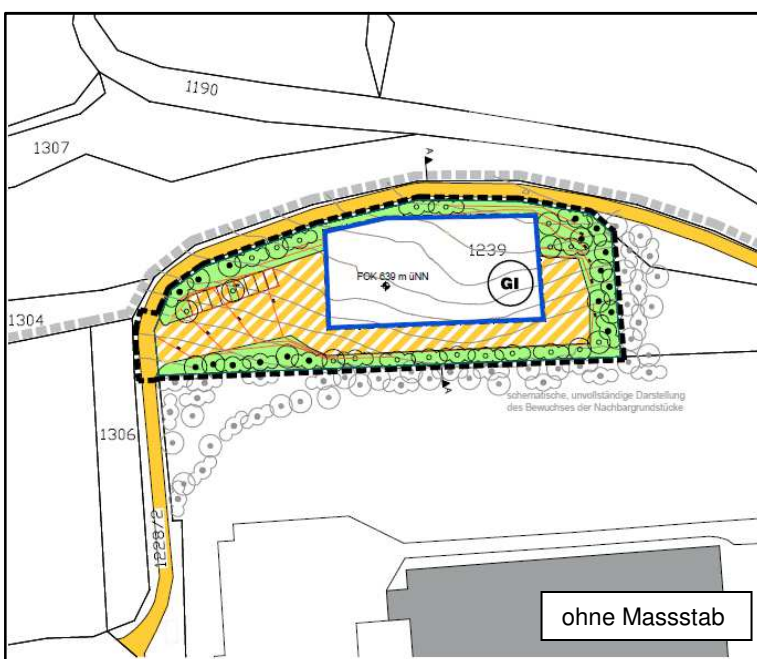 1190
1307
A
1239
FOK 639 m üNN
GI
1304
A
schematische, unvollständige Darstellung
des Bewuchses der Nachbargrundstücke
1306
1228/2
ohne Massstab